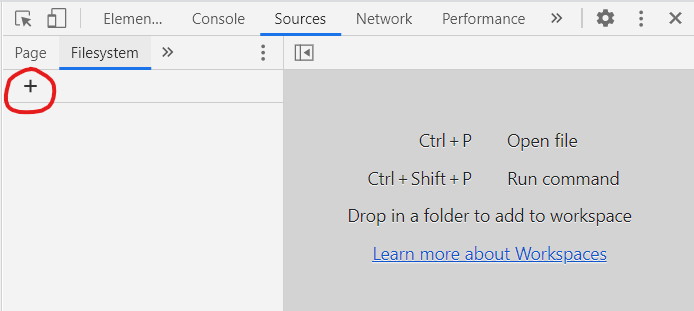 Elemen... Console Sources Network Performance »
Page Filesystem »
+
Ctrl + P Open file
Ctrl + Shift + P Run command
Drop in a folder to add to workspace
Learn more about Workspaces